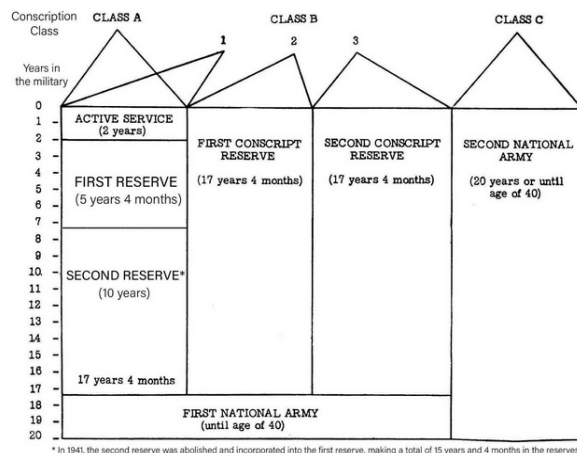 Conscription
Class
CLASS A
CLASS B
CLASS C
1
2
3
Years in
the military
0
1
2
3
4
5
6
7
8
9
10
11
12
13
14
15
16
17
18
19
20
ACTIVE SERVICE
(2 years)
FIRST RESERVE
(5 years 4 months)
SECOND RESERVE*
(10 years)
17 years 4 months
FIRST CONSCRIPT
RESERVE
(17 years 4 months)
SECOND CONSCRIPT
RESERVE
(17 years 4 months)
SECOND NATIONAL
ARMY
(20 years or until
age of 40)
FIRST NATIONAL ARMY
(until age of 40)
* In 1941, the second reserve was abolished and incorporated into the first reserve, making a total of 15 years and 4 months in the reserves